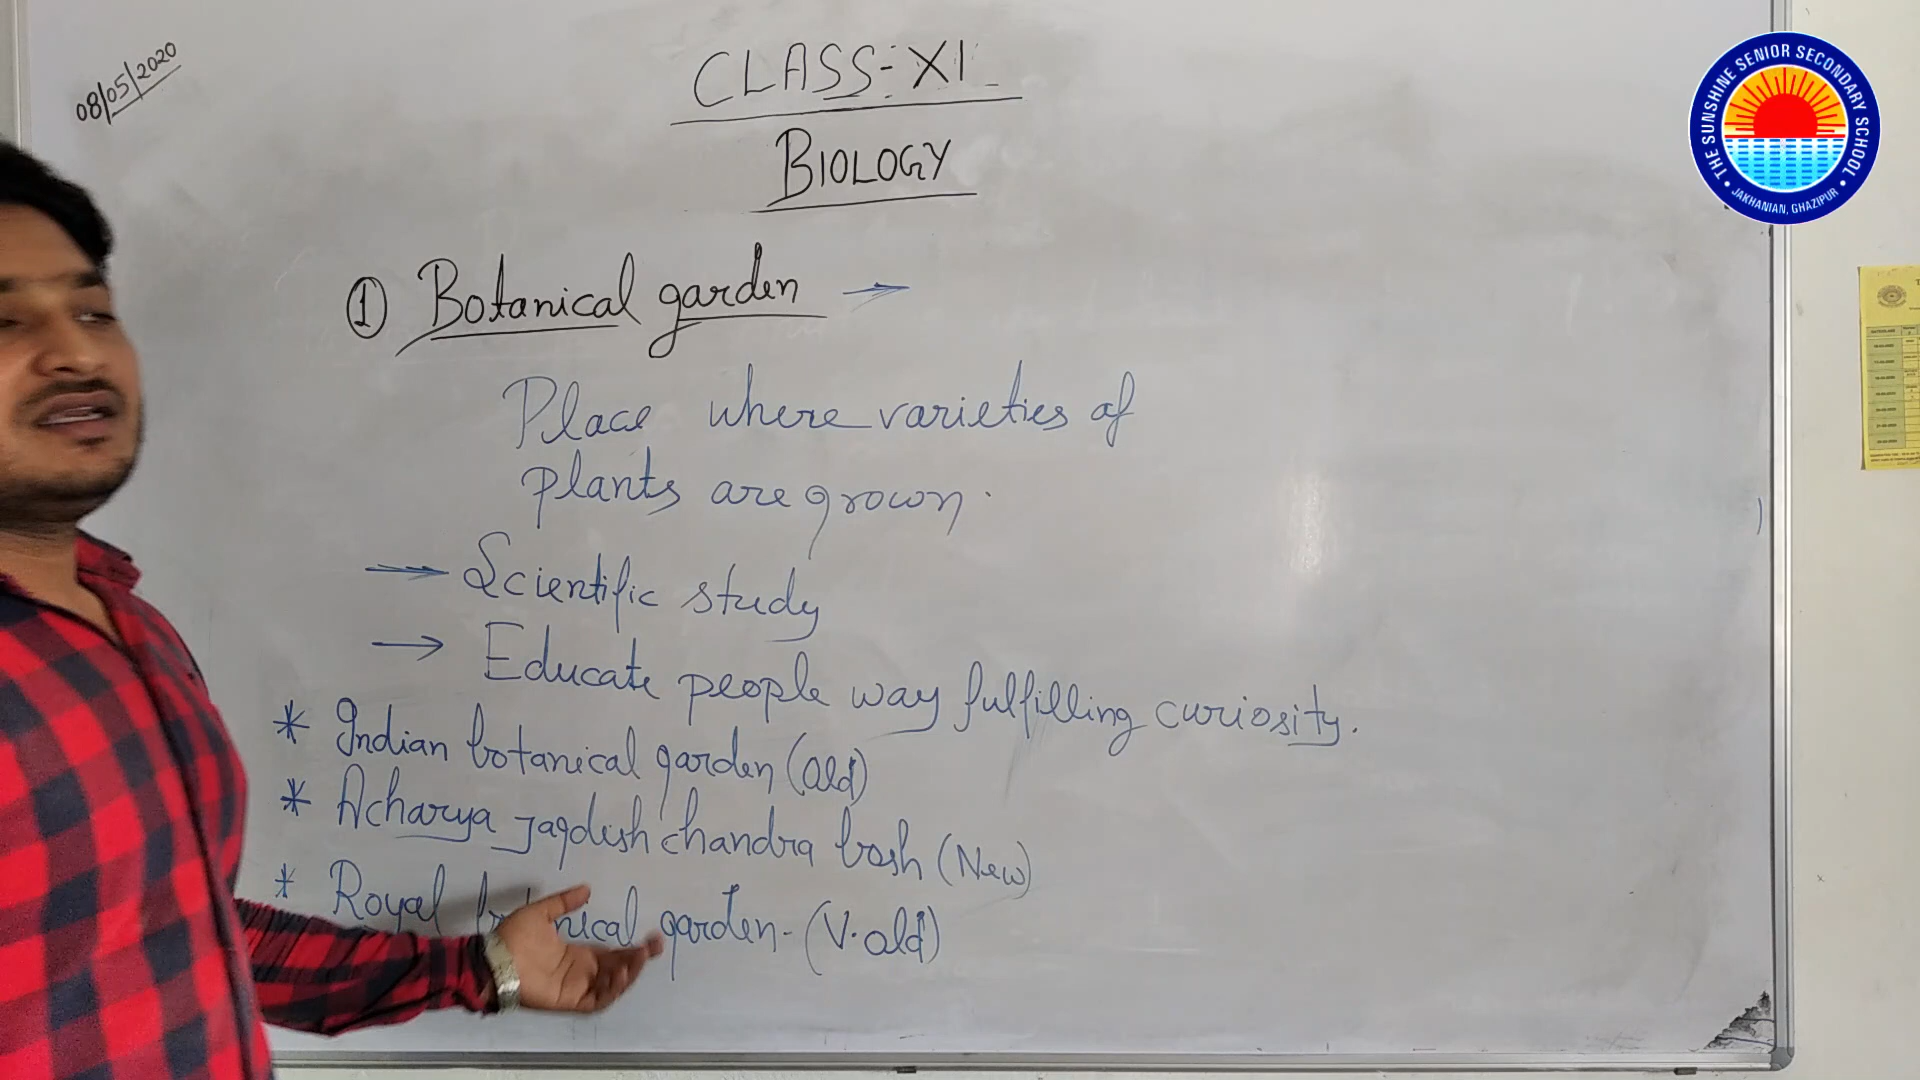 08/05/2020
CLASS-XI
BIOLOGY
THE SUNSHINE SENIOR SECONDARY SCHOOL
• JAKHANIAN, GHAZIPUR •
① Botanical garden →
Place where varieties of
plants are grown.
→ Scientific study
→ Educate people way fulfilling curiosity.
* Indian botanical garden (old)
* Acharya Jagdish chandra bosh (New)
* Royal botanical garden- (V.old)